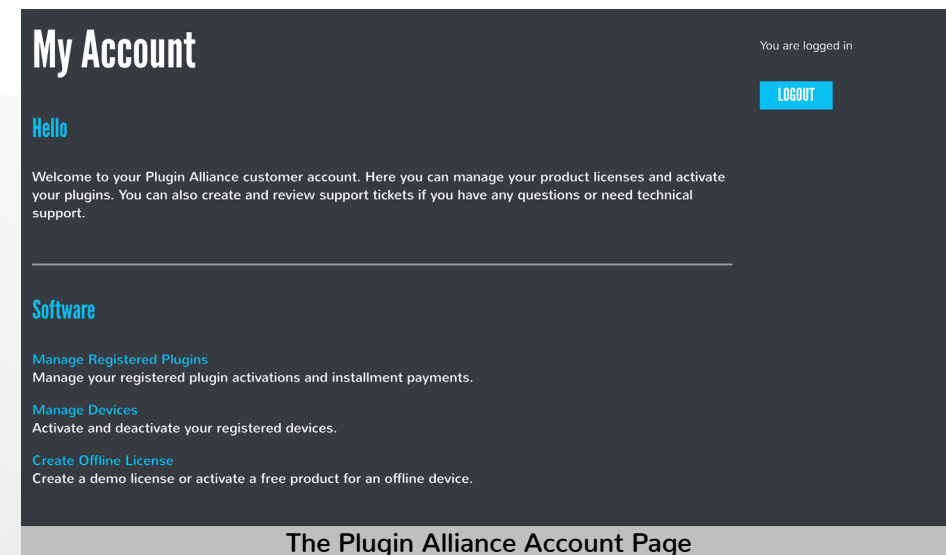 My Account
You are logged in
LOGOUT
Hello
Welcome to your Plugin Alliance customer account. Here you can manage your product licenses and activate
your plugins. You can also create and review support tickets if you have any questions or need technical
support.
Software
Manage Registered Plugins
Manage your registered plugin activations and installment payments.
Manage Devices
Activate and deactivate your registered devices.
Create Offline License
Create a demo license or activate a free product for an offline device.
The Plugin Alliance Account Page